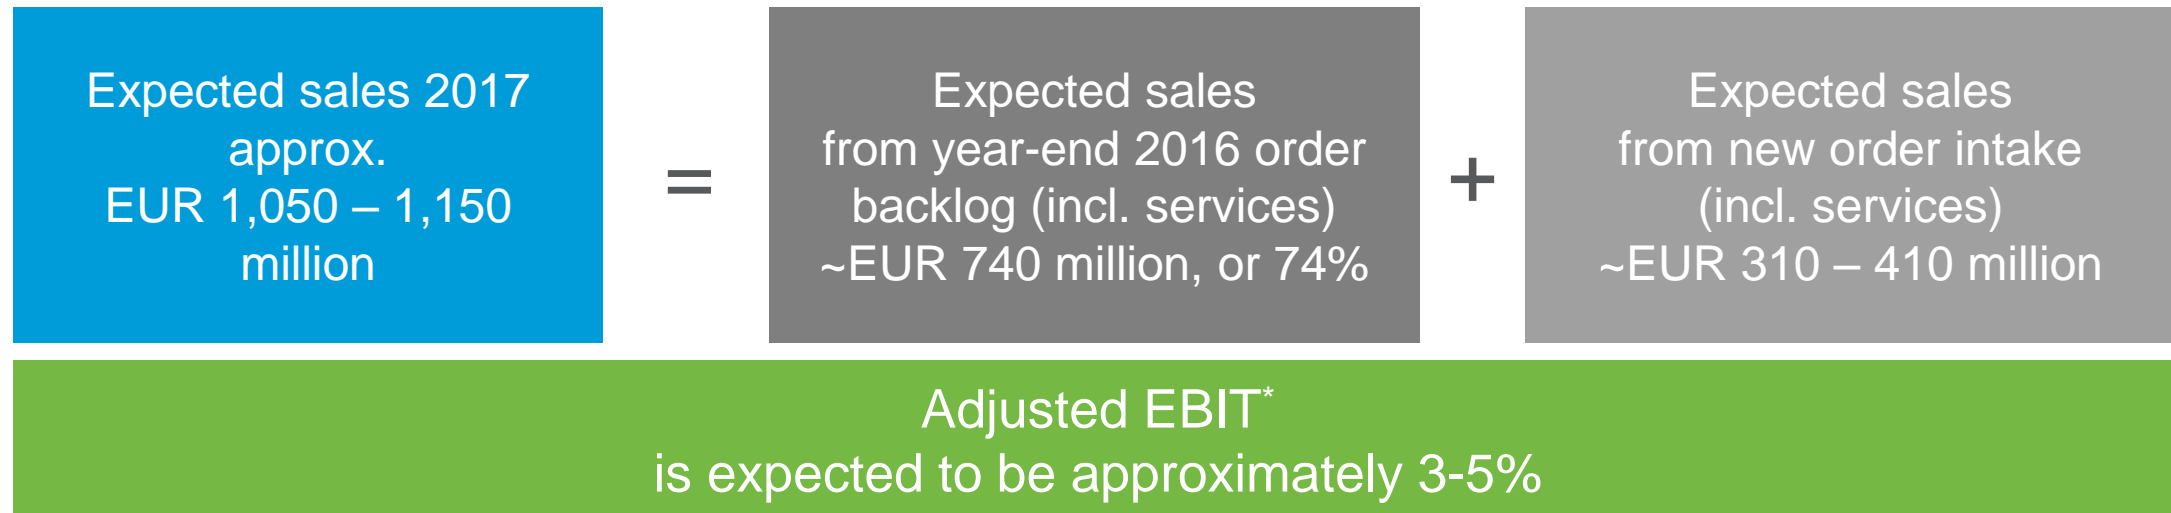 Expected sales 2017
approx.
EUR 1,050 – 1,150
million
=
Expected sales
from year-end 2016 order
backlog (incl. services)
~EUR 740 million, or 74%
+
Expected sales
from new order intake
(incl. services)
~EUR 310 – 410 million
Adjusted EBIT*
is expected to be approximately 3-5%